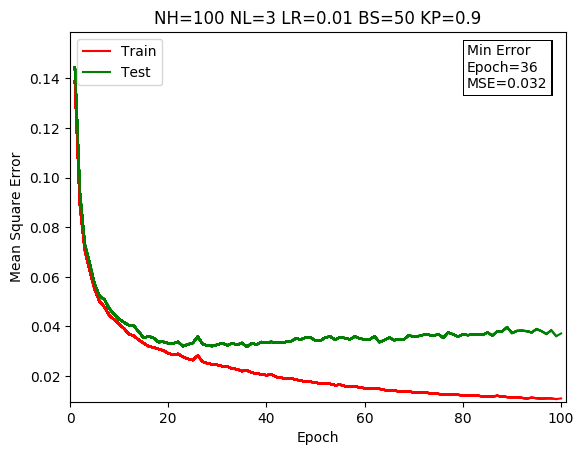 NH=100 NL=3 LR=0.01 BS=50 KP=0.9
Train
Test
Min Error
Epoch=36
MSE=0.032
Mean Square Error
0.14
0.12
0.10
0.08
0.06
0.04
0.02
0 20 40 60 80 100
Epoch